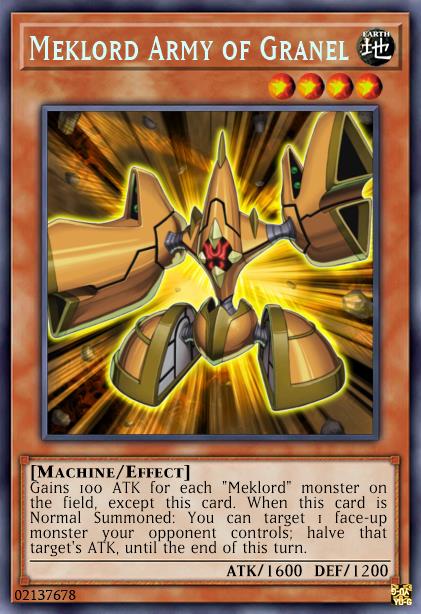 MEKLORD ARMY OF GRANEL
EARTH
地
[MACHINE/EFFECT]
Gains 100 ATK for each "Meklord" monster on
the field, except this card. When this card is
Normal Summoned: You can target 1 face-up
monster your opponent controls; halve that
target's ATK, until the end of this turn.
ATK/1600 DEF/1200
02137678